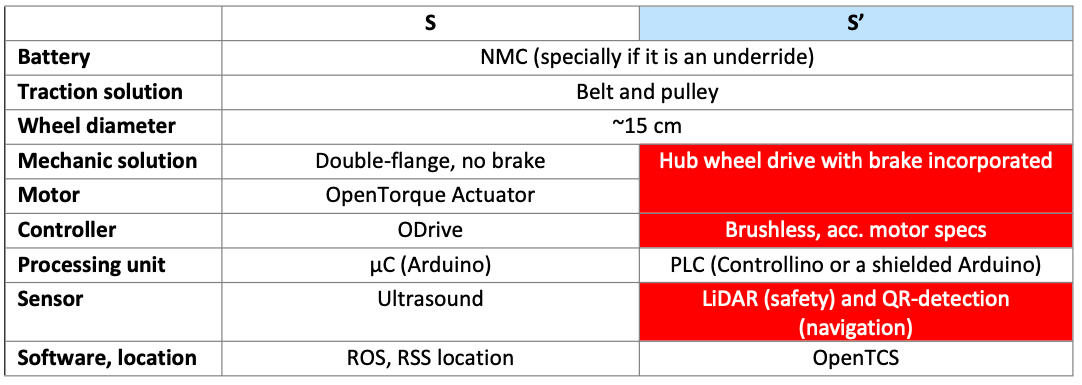 S S’
Battery NMC (specially if it is an underride)
Traction solution Belt and pulley
Wheel diameter ~15 cm
Mechanic solution Double-flange, no brake Hub wheel drive with brake incorporated
Motor OpenTorque Actuator
Controller ODrive Brushless, acc. motor specs
Processing unit µC (Arduino) PLC (Controllino or a shielded Arduino)
Sensor Ultrasound LiDAR (safety) and QR-detection
(navigation)
Software, location ROS, RSS location OpenTCS